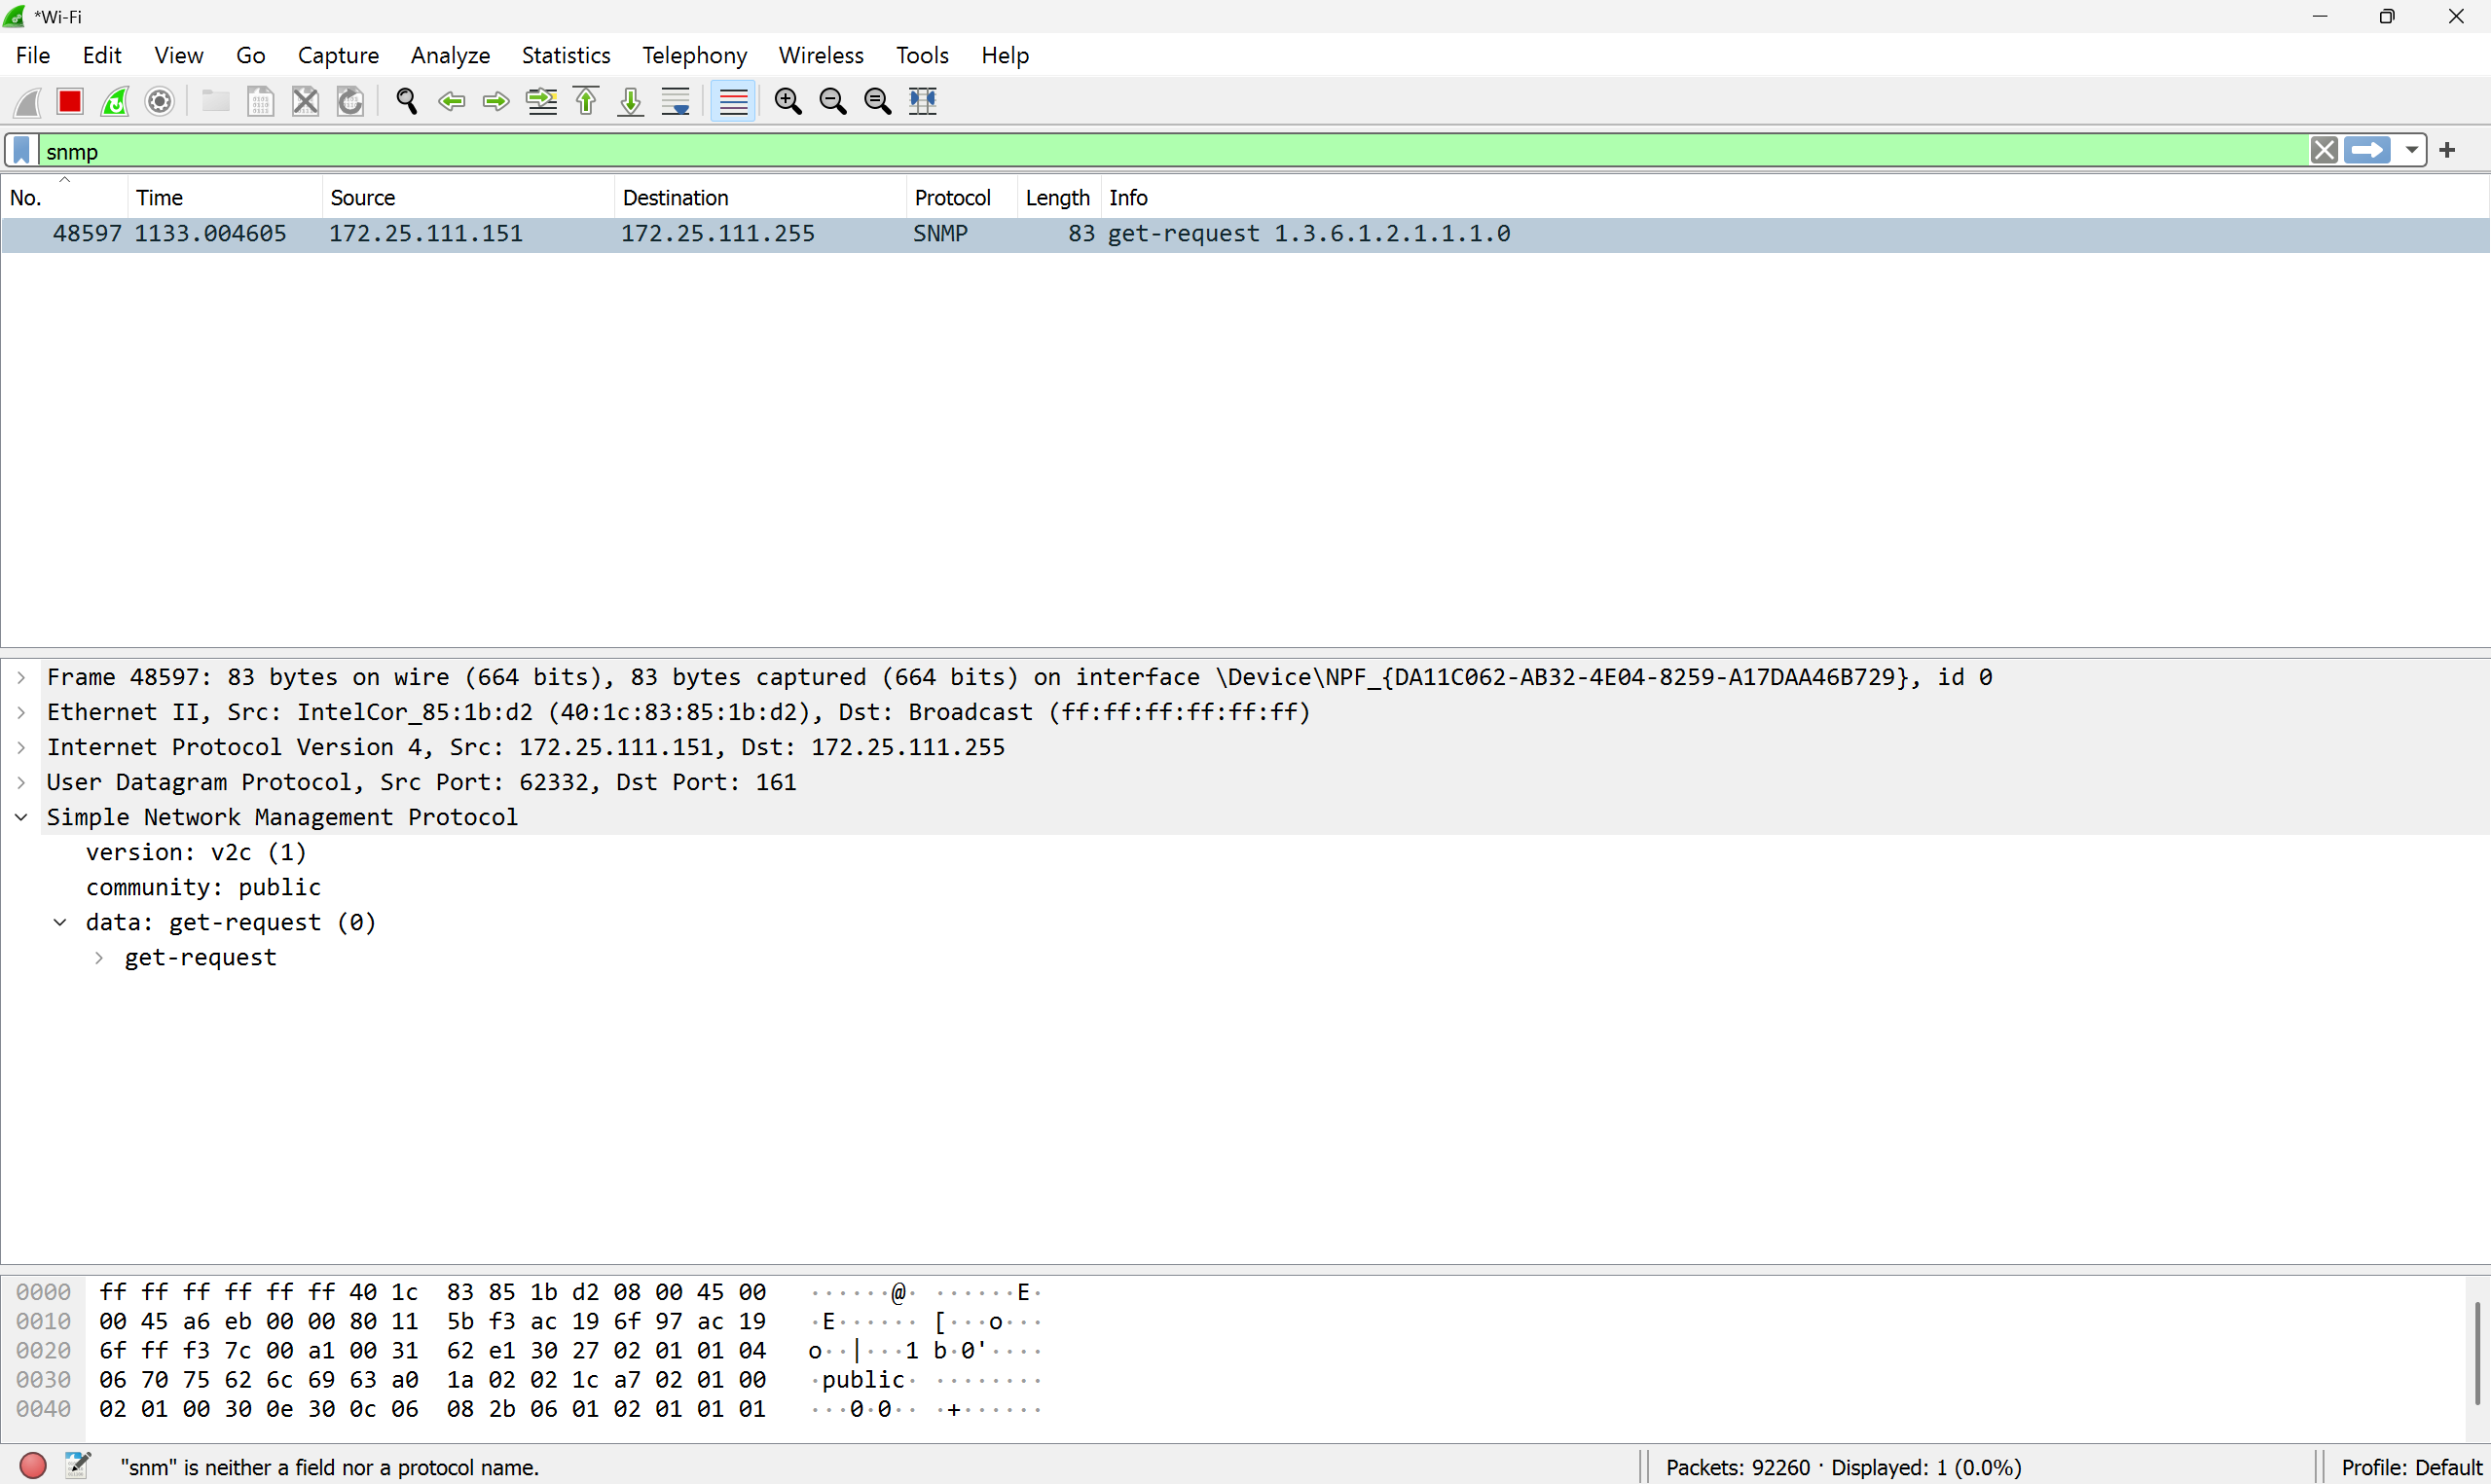 *Wi-Fi
File Edit View Go Capture Analyze Statistics Telephony Wireless Tools Help
snmp
No. Time Source Destination Protocol Length Info
48597 1133.004605 172.25.111.151 172.25.111.255 SNMP 83 get-request 1.3.6.1.2.1.1.1.0
Frame 48597: 83 bytes on wire (664 bits), 83 bytes captured (664 bits) on interface \Device\NPF_{DA11C062-AB32-4E04-8259-A17DAA46B729}, id 0
Ethernet II, Src: IntelCor_85:1b:d2 (40:1c:83:85:1b:d2), Dst: Broadcast (ff:ff:ff:ff:ff:ff)
Internet Protocol Version 4, Src: 172.25.111.151, Dst: 172.25.111.255
User Datagram Protocol, Src Port: 62332, Dst Port: 161
Simple Network Management Protocol
version: v2c (1)
community: public
data: get-request (0)
get-request
0000 ff ff ff ff ff ff 40 1c 83 85 1b d2 08 00 45 00 ······@· ······E·
0010 00 45 a6 eb 00 00 80 11 5b f3 ac 19 6f 97 ac 19 ·E······ [···o···
0020 6f ff f3 7c 00 a1 00 31 62 e1 30 27 02 01 01 04 o··|···1 b·0'····
0030 06 70 75 62 6c 69 63 a0 1a 02 02 1c a7 02 01 00 ·public· ········
0040 02 01 00 30 0e 30 0c 06 08 2b 06 01 02 01 01 01 ···0·0·· ·+······
"snm" is neither a field nor a protocol name.
Packets: 92260 · Displayed: 1 (0.0%)
Profile: Default